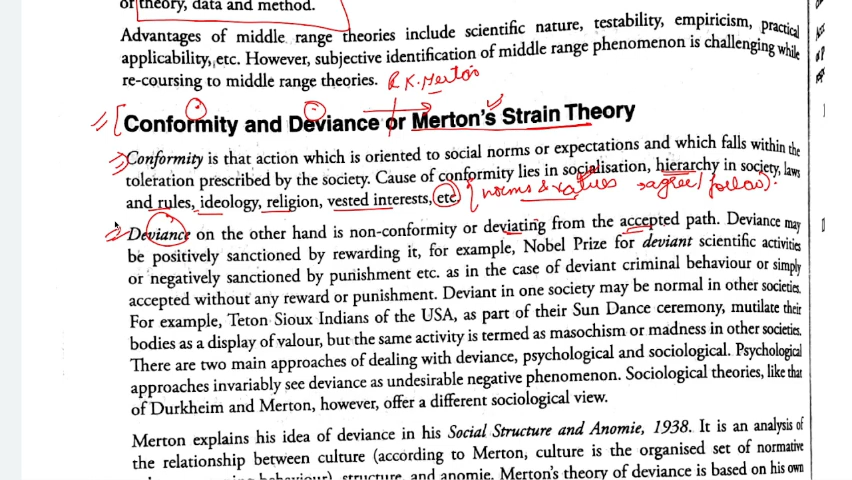 of theory, data and method.
Advantages of middle range theories include scientific nature, testability, empiricism, practical
applicability, etc. However, subjective identification of middle range phenomenon is challenging while
re-coursing to middle range theories. R.K. Merton
Conformity and Deviance or Merton's Strain Theory
Conformity is that action which is oriented to social norms or expectations and which falls within the
toleration prescribed by the society. Cause of conformity lies in socialisation, hierarchy in society, laws
and rules, ideology, religion, vested interests, etc. norms & values agree/follow
Deviance on the other hand is non-conformity or deviating from the accepted path. Deviance may
be positively sanctioned by rewarding it, for example, Nobel Prize for deviant scientific activities
or negatively sanctioned by punishment etc. as in the case of deviant criminal behaviour or simply
accepted without any reward or punishment. Deviant in one society may be normal in other societies.
For example, Teton Sioux Indians of the USA, as part of their Sun Dance ceremony, mutilate their
bodies as a display of valour, but the same activity is termed as masochism or madness in other societies.
There are two main approaches of dealing with deviance, psychological and sociological. Psychological
approaches invariably see deviance as undesirable negative phenomenon. Sociological theories, like that
of Durkheim and Merton, however, offer a different sociological view.
Merton explains his idea of deviance in his Social Structure and Anomie, 1938. It is an analysis of
the relationship between culture (according to Merton, culture is the organised set of normative
behaviour) structure and anomie. Merton's theory of deviance is based on his own